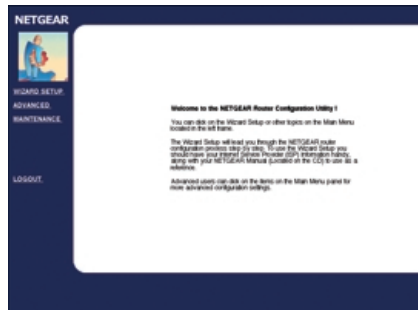 NETGEAR
WIZARD SETUP
ADVANCED
MAINTENANCE
LOGOUT
Welcome to the NETGEAR Router Configuration Utility !
You can click on the Wizard Setup or other topics on the Main Menu
located in the left frame.
The Wizard Setup will lead you through the NETGEAR router
configuration process step by step. To use the Wizard Setup you
should have your Internet Service Provider (ISP) information handy,
along with your NETGEAR Manual (Located on the CD) to use as a
reference.
Advanced users can click on the items on the Main Menu panel for
more advanced configuration settings.